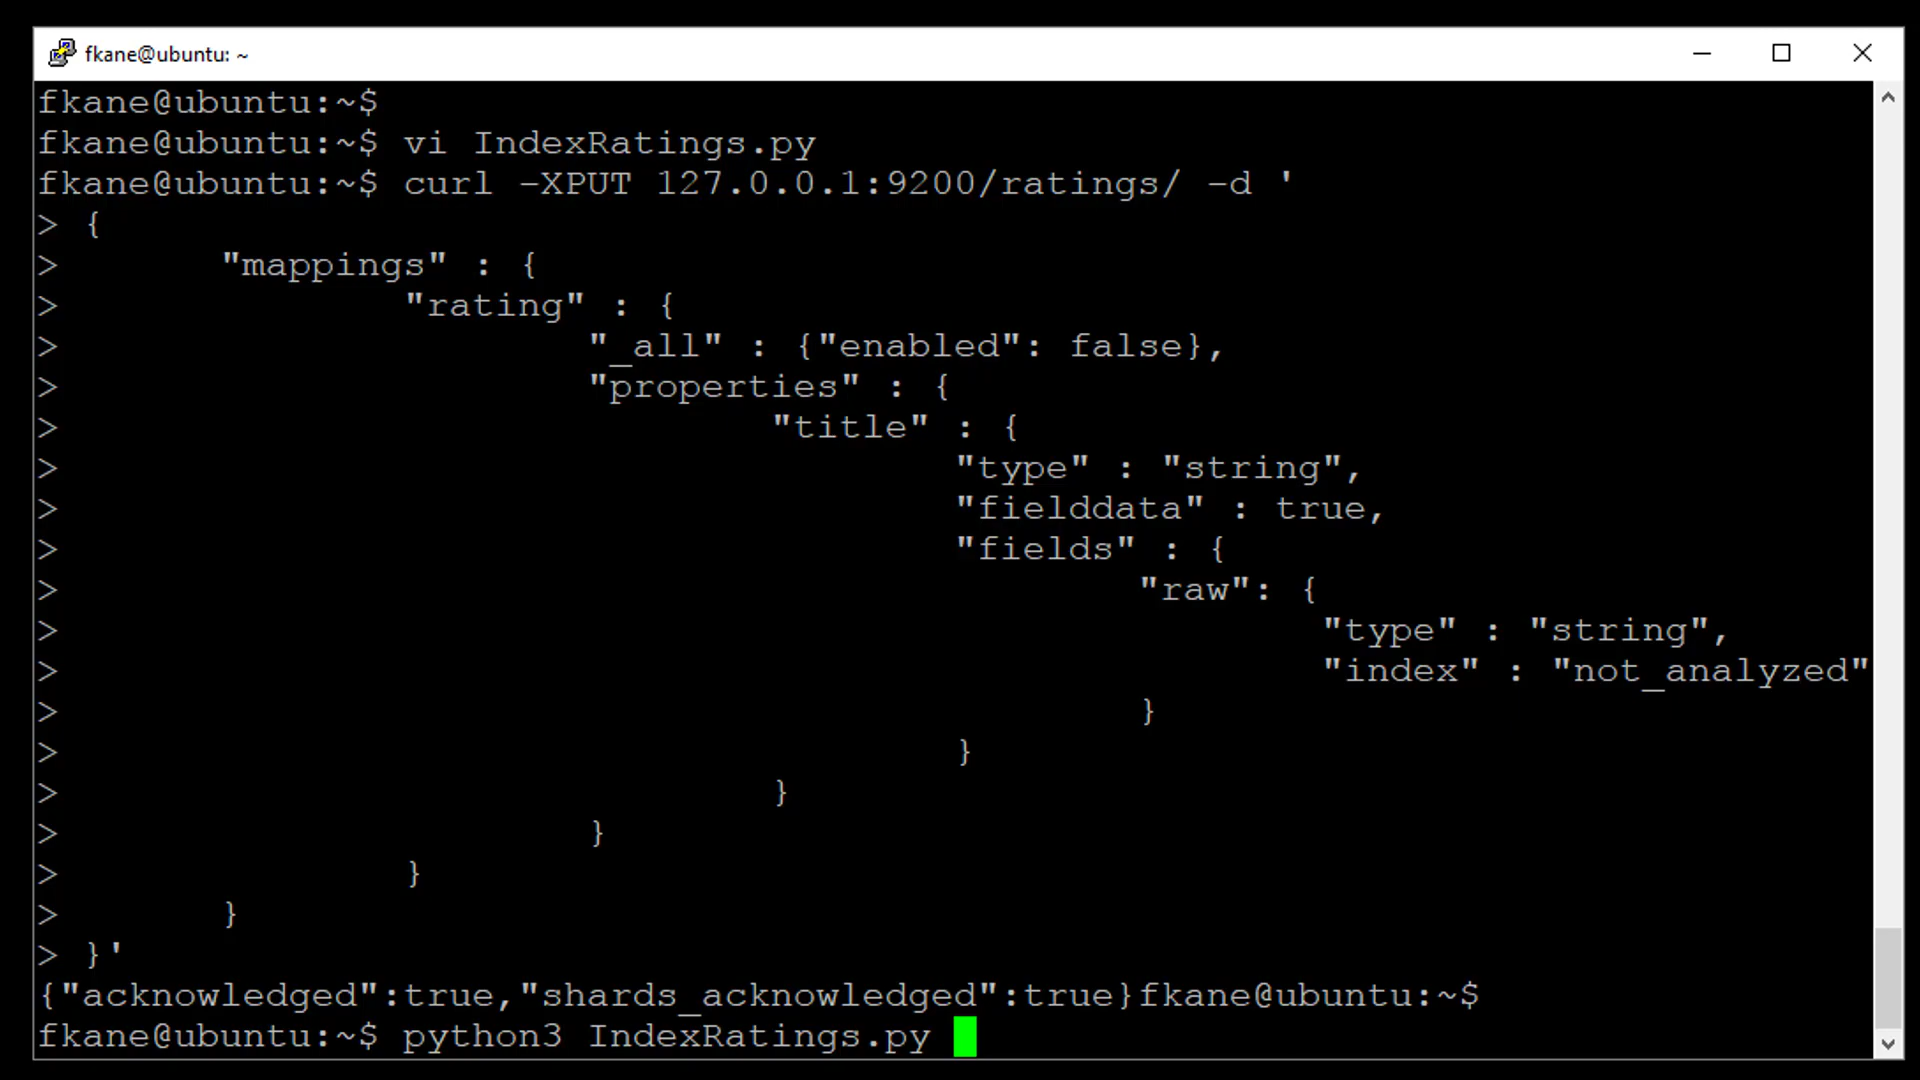 fkane@ubuntu: ~
fkane@ubuntu:~$
fkane@ubuntu:~$ vi IndexRatings.py
fkane@ubuntu:~$ curl -XPUT 127.0.0.1:9200/ratings/ -d '
> {
>       "mappings" : {
>               "rating" : {
>                       "_all" : {"enabled": false},
>                       "properties" : {
>                               "title" : {
>                                       "type" : "string",
>                                       "fielddata" : true,
>                                       "fields" : {
>                                               "raw": {
>                                                       "type" : "string",
>                                                       "index" : "not_analyzed"
>                                               }
>                                       }
>                               }
>                       }
>               }
>       }
> }'
{"acknowledged":true,"shards_acknowledged":true}fkane@ubuntu:~$
fkane@ubuntu:~$ python3 IndexRatings.py